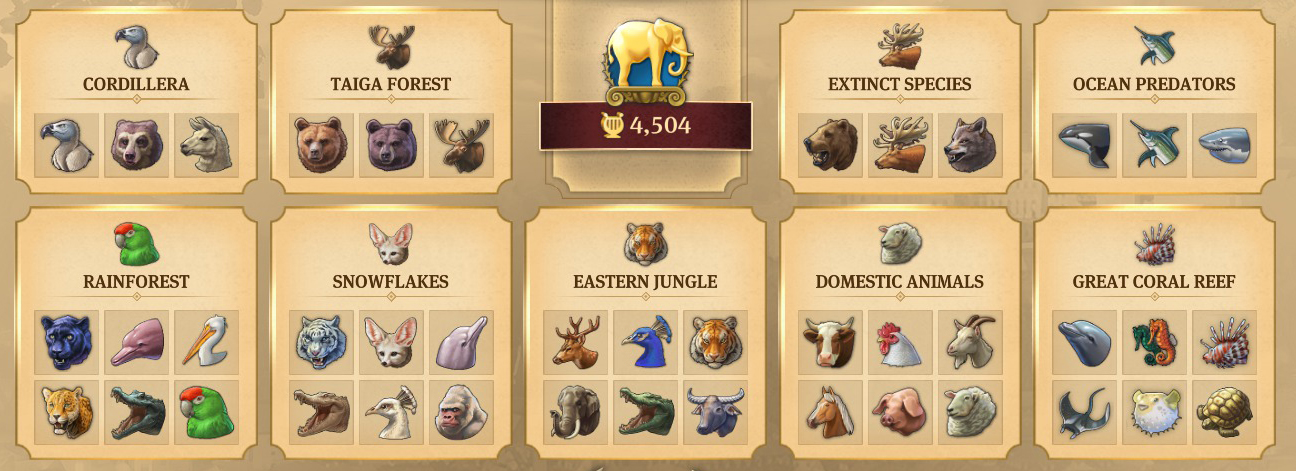 CORDILLERA
TAIGA FOREST
4,504
EXTINCT SPECIES
OCEAN PREDATORS
RAINFOREST
SNOWFLAKES
EASTERN JUNGLE
DOMESTIC ANIMALS
GREAT CORAL REEF